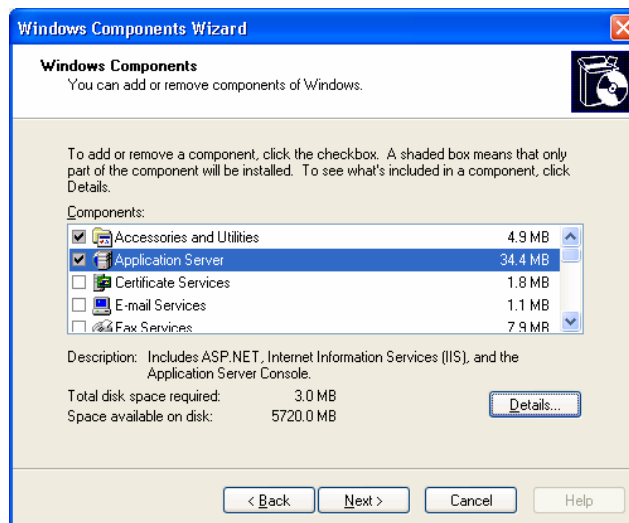 Windows Components Wizard
Windows Components
You can add or remove components of Windows.
To add or remove a component, click the checkbox. A shaded box means that only
part of the component will be installed. To see what's included in a component, click
Details.
Components:
Accessories and Utilities 4.9 MB
Application Server 34.4 MB
Certificate Services 1.8 MB
E-mail Services 1.1 MB
Fax Services 7.9 MB
Description: Includes ASP.NET, Internet Information Services (IIS), and the
Application Server Console.
Total disk space required: 3.0 MB
Space available on disk: 5720.0 MB
Details...
< Back Next > Cancel Help